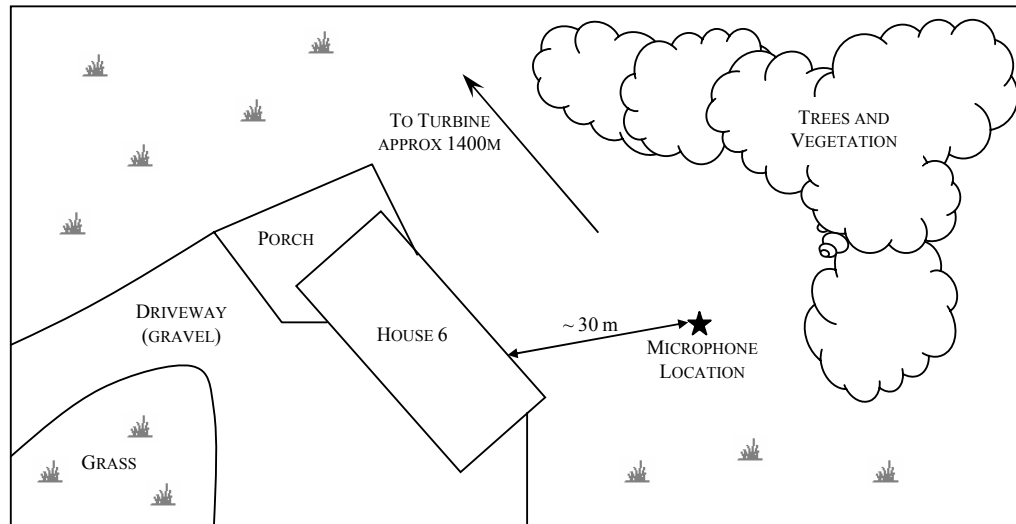 TO TURBINE
APPROX 1400M
TREES AND
VEGETATION
PORCH
DRIVEWAY
(GRAVEL)
HOUSE 6
~ 30 m
MICROPHONE
LOCATION
GRASS